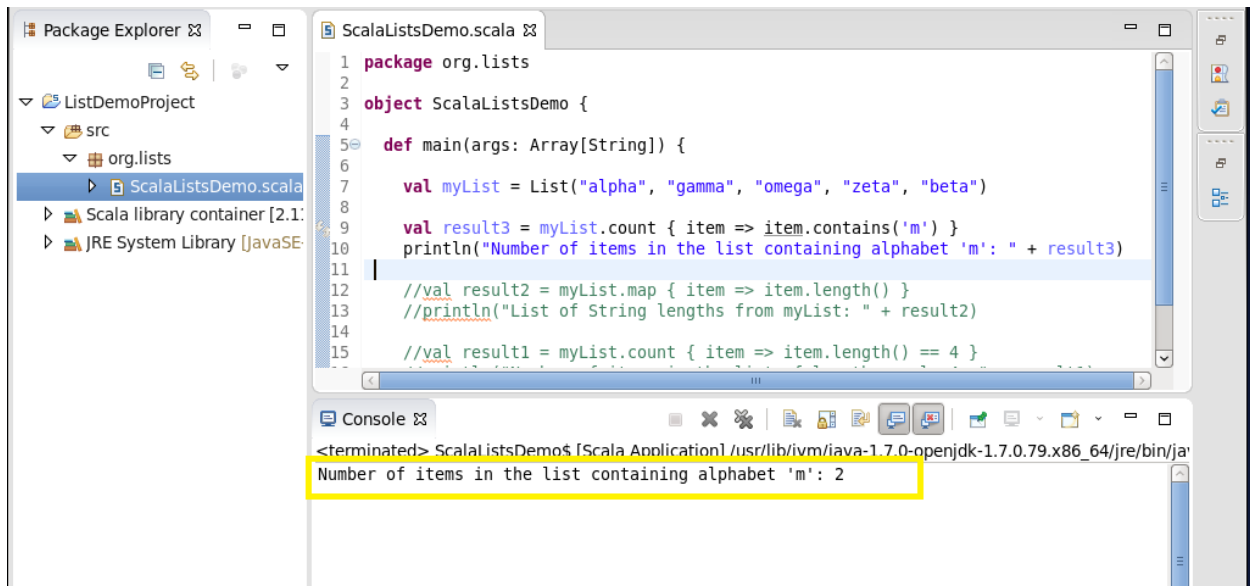 Package Explorer
ListDemoProject
src
org.lists
ScalaListsDemo.scala
Scala library container [2.1
JRE System Library [JavaSE-
ScalaListsDemo.scala
1 package org.lists
2
3 object ScalaListsDemo {
4
5 def main(args: Array[String]) {
6
7 val myList = List("alpha", "gamma", "omega", "zeta", "beta")
8
9 val result3 = myList.count { item => item.contains('m') }
10 println("Number of items in the list containing alphabet 'm': " + result3)
11
12 //val result2 = myList.map { item => item.length() }
13 //println("List of String lengths from myList: " + result2)
14
15 //val result1 = myList.count { item => item.length() == 4 }
Console
<terminated> ScalaListsDemo$ [Scala Application] /usr/lib/jvm/java-1.7.0-openjdk-1.7.0.79.x86_64/jre/bin/ja
Number of items in the list containing alphabet 'm': 2